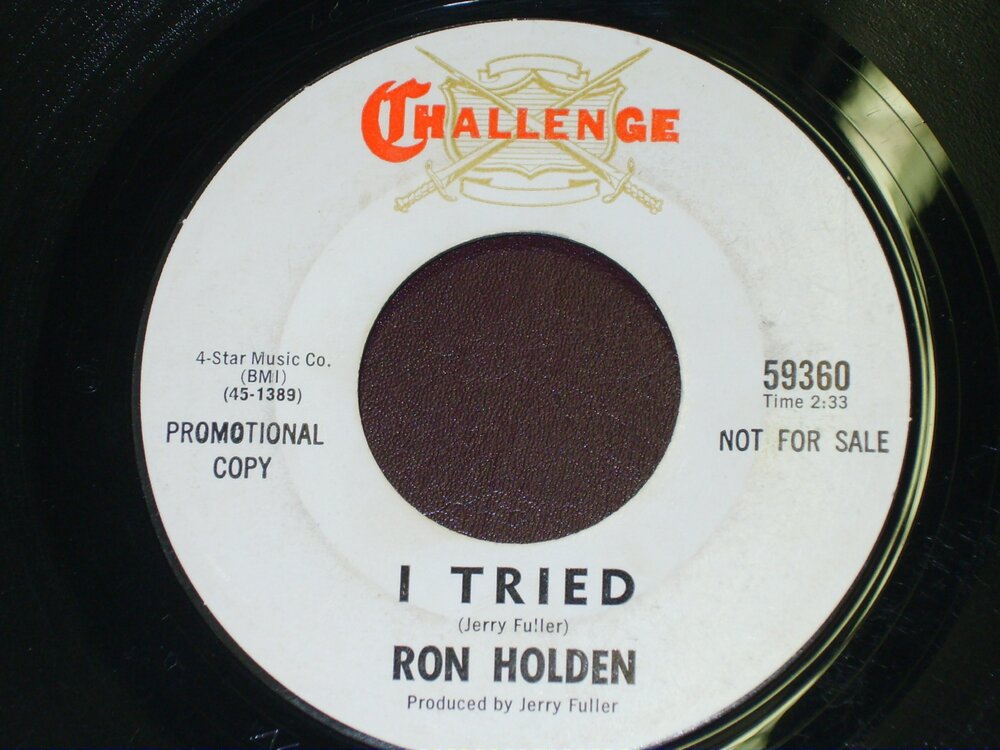 CHALLENGE
4-Star Music Co.
(BMI)
(45-1389)
PROMOTIONAL
COPY
59360
Time 2:33
NOT FOR SALE
I TRIED
(Jerry Fuller)
RON HOLDEN
Produced by Jerry Fuller